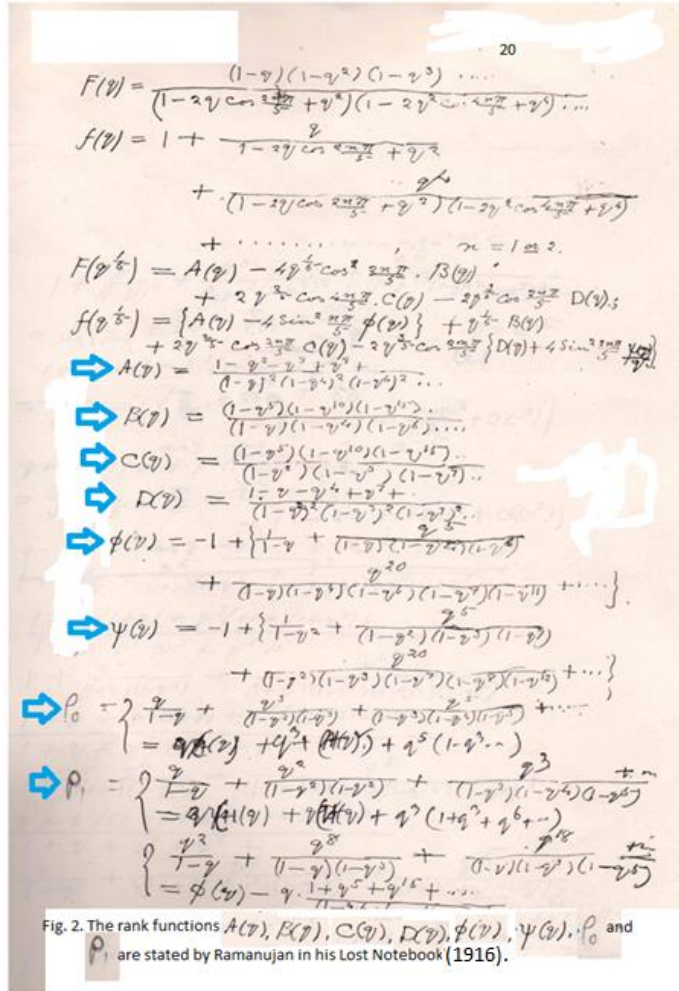 20
F(q) = (1-q)(1-q²)(1-q³) ..... / (1-2q cos 2nπ/5 + q²)(1-2q² cos 4nπ/5 + q⁴) ....
f(q) = 1 + q / (1-2q cos 2nπ/5 + q²)
+ q⁴ / (1-2q cos 2nπ/5 + q²)(1-2q² cos 4nπ/5 + q⁴)
+ ........ , n = 1 or 2.
F(q^1/5) = A(q) - 4q^1/5 cos² 2nπ/5 . B(q)
+ 2q^2/5 cos 4nπ/5 . C(q) - 2q^3/5 cos 2nπ/5 D(q).;
f(q^1/5) = {A(q) - 4 sin² nπ/5 φ(q)} + q^1/5 B(q)
+ 2q^2/5 cos 4nπ/5 C(q) - 2q^3/5 cos 2nπ/5 {D(q) + 4 sin² 2nπ/5 ψ(q)/q}
A(q) = 1 - q² - q³ + q⁹ + / (1-q)²(1-q⁴)²(1-q⁶)² ...
B(q) = (1-q⁵)(1-q¹⁰)(1-q¹⁵).. / (1-q)(1-q⁴)(1-q⁶)....
C(q) = (1-q⁵)(1-q¹⁰)(1-q¹⁵).. / (1-q²)(1-q³)(1-q⁷)..
D(q) = 1 - q - q⁴ + q⁷ + .. / (1-q²)²(1-q³)²(1-q⁷)²..
φ(q) = -1 + { 1/1-q + q⁵ / (1-q)(1-q⁴)(1-q⁶)
+ q²⁰ / (1-q)(1-q⁴)(1-q⁶)(1-q⁹)(1-q¹¹) + ... }.
ψ(q) = -1 + { 1/1-q² + q⁵ / (1-q²)(1-q³)(1-q⁷)
+ q²⁰ / (1-q²)(1-q³)(1-q⁷)(1-q⁸)(1-q¹²) + ... }
ρ₀ = { q/1-q + q³ / (1-q²)(1-q³) + q⁵ / (1-q³)(1-q⁴)(1-q⁵) + ....
ρ₁ = { q/1-q + q² / (1-q²)(1-q³) + q³ / (1-q³)(1-q⁴)(1-q⁵) + ..
{ q²/1-q + q⁸ / (1-q)(1-q³) + q¹⁸ / (1-q)(1-q³)(1-q⁵) + ..
= φ(q) - q . 1 + q⁵ + q¹⁵ + ....
Fig. 2. The rank functions A(q), B(q), C(q), D(q), φ(q), ψ(q), ρ₀ and
ρ₁ are stated by Ramanujan in his Lost Notebook (1916).